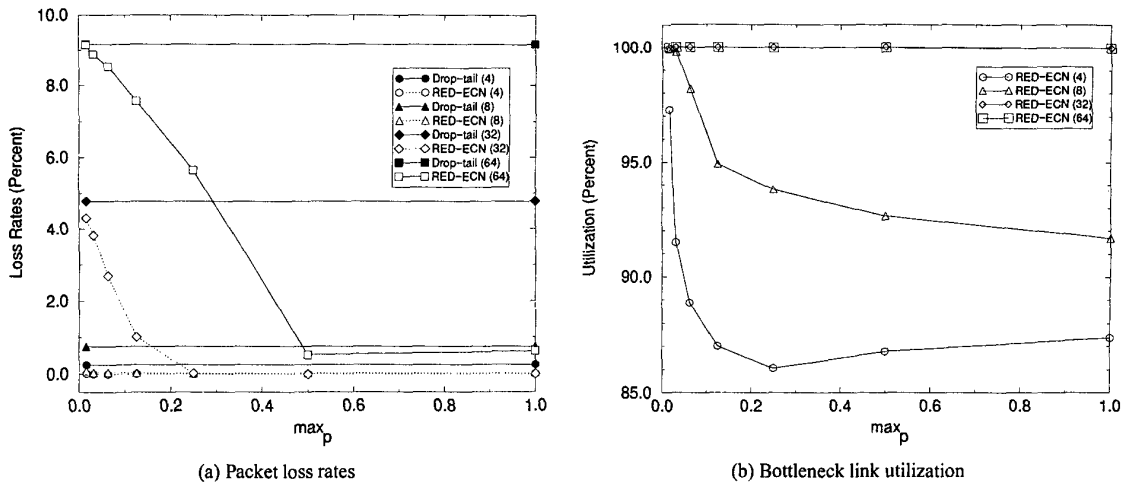 10.0
9.0
8.0
6.0
4.0
2.0
0.0
Loss Rates (Percent)
Drop-tail (4)
RED-ECN (4)
Drop-tail (8)
RED-ECN (8)
Drop-tail (32)
RED-ECN (32)
Drop-tail (64)
RED-ECN (64)
0.0 0.2 0.4 0.6 0.8 1.0
max_p
(a) Packet loss rates
100.0
95.0
90.0
85.0
Utilization (Percent)
RED-ECN (4)
RED-ECN (8)
RED-ECN (32)
RED-ECN (64)
0.0 0.2 0.4 0.6 0.8 1.0
max_p
(b) Bottleneck link utilization